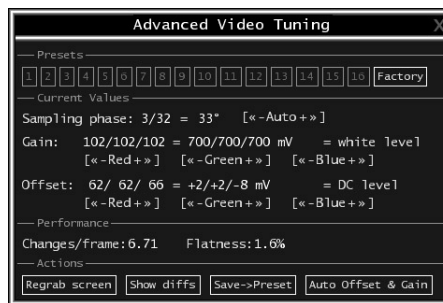 Advanced Video Tuning X
Presets
1 2 3 4 5 6 7 8 9 10 11 12 13 14 15 16 Factory
Current Values
Sampling phase: 3/32 = 33° [«-Auto+»]
Gain: 102/102/102 = 700/700/700 mV = white level
[«-Red+»] [«-Green+»] [«-Blue+»]
Offset: 62/ 62/ 66 = +2/+2/-8 mV = DC level
[«-Red+»] [«-Green+»] [«-Blue+»]
Performance
Changes/frame:6.71 Flatness:1.6%
Actions
Regrab screen Show diffs Save->Preset Auto Offset & Gain